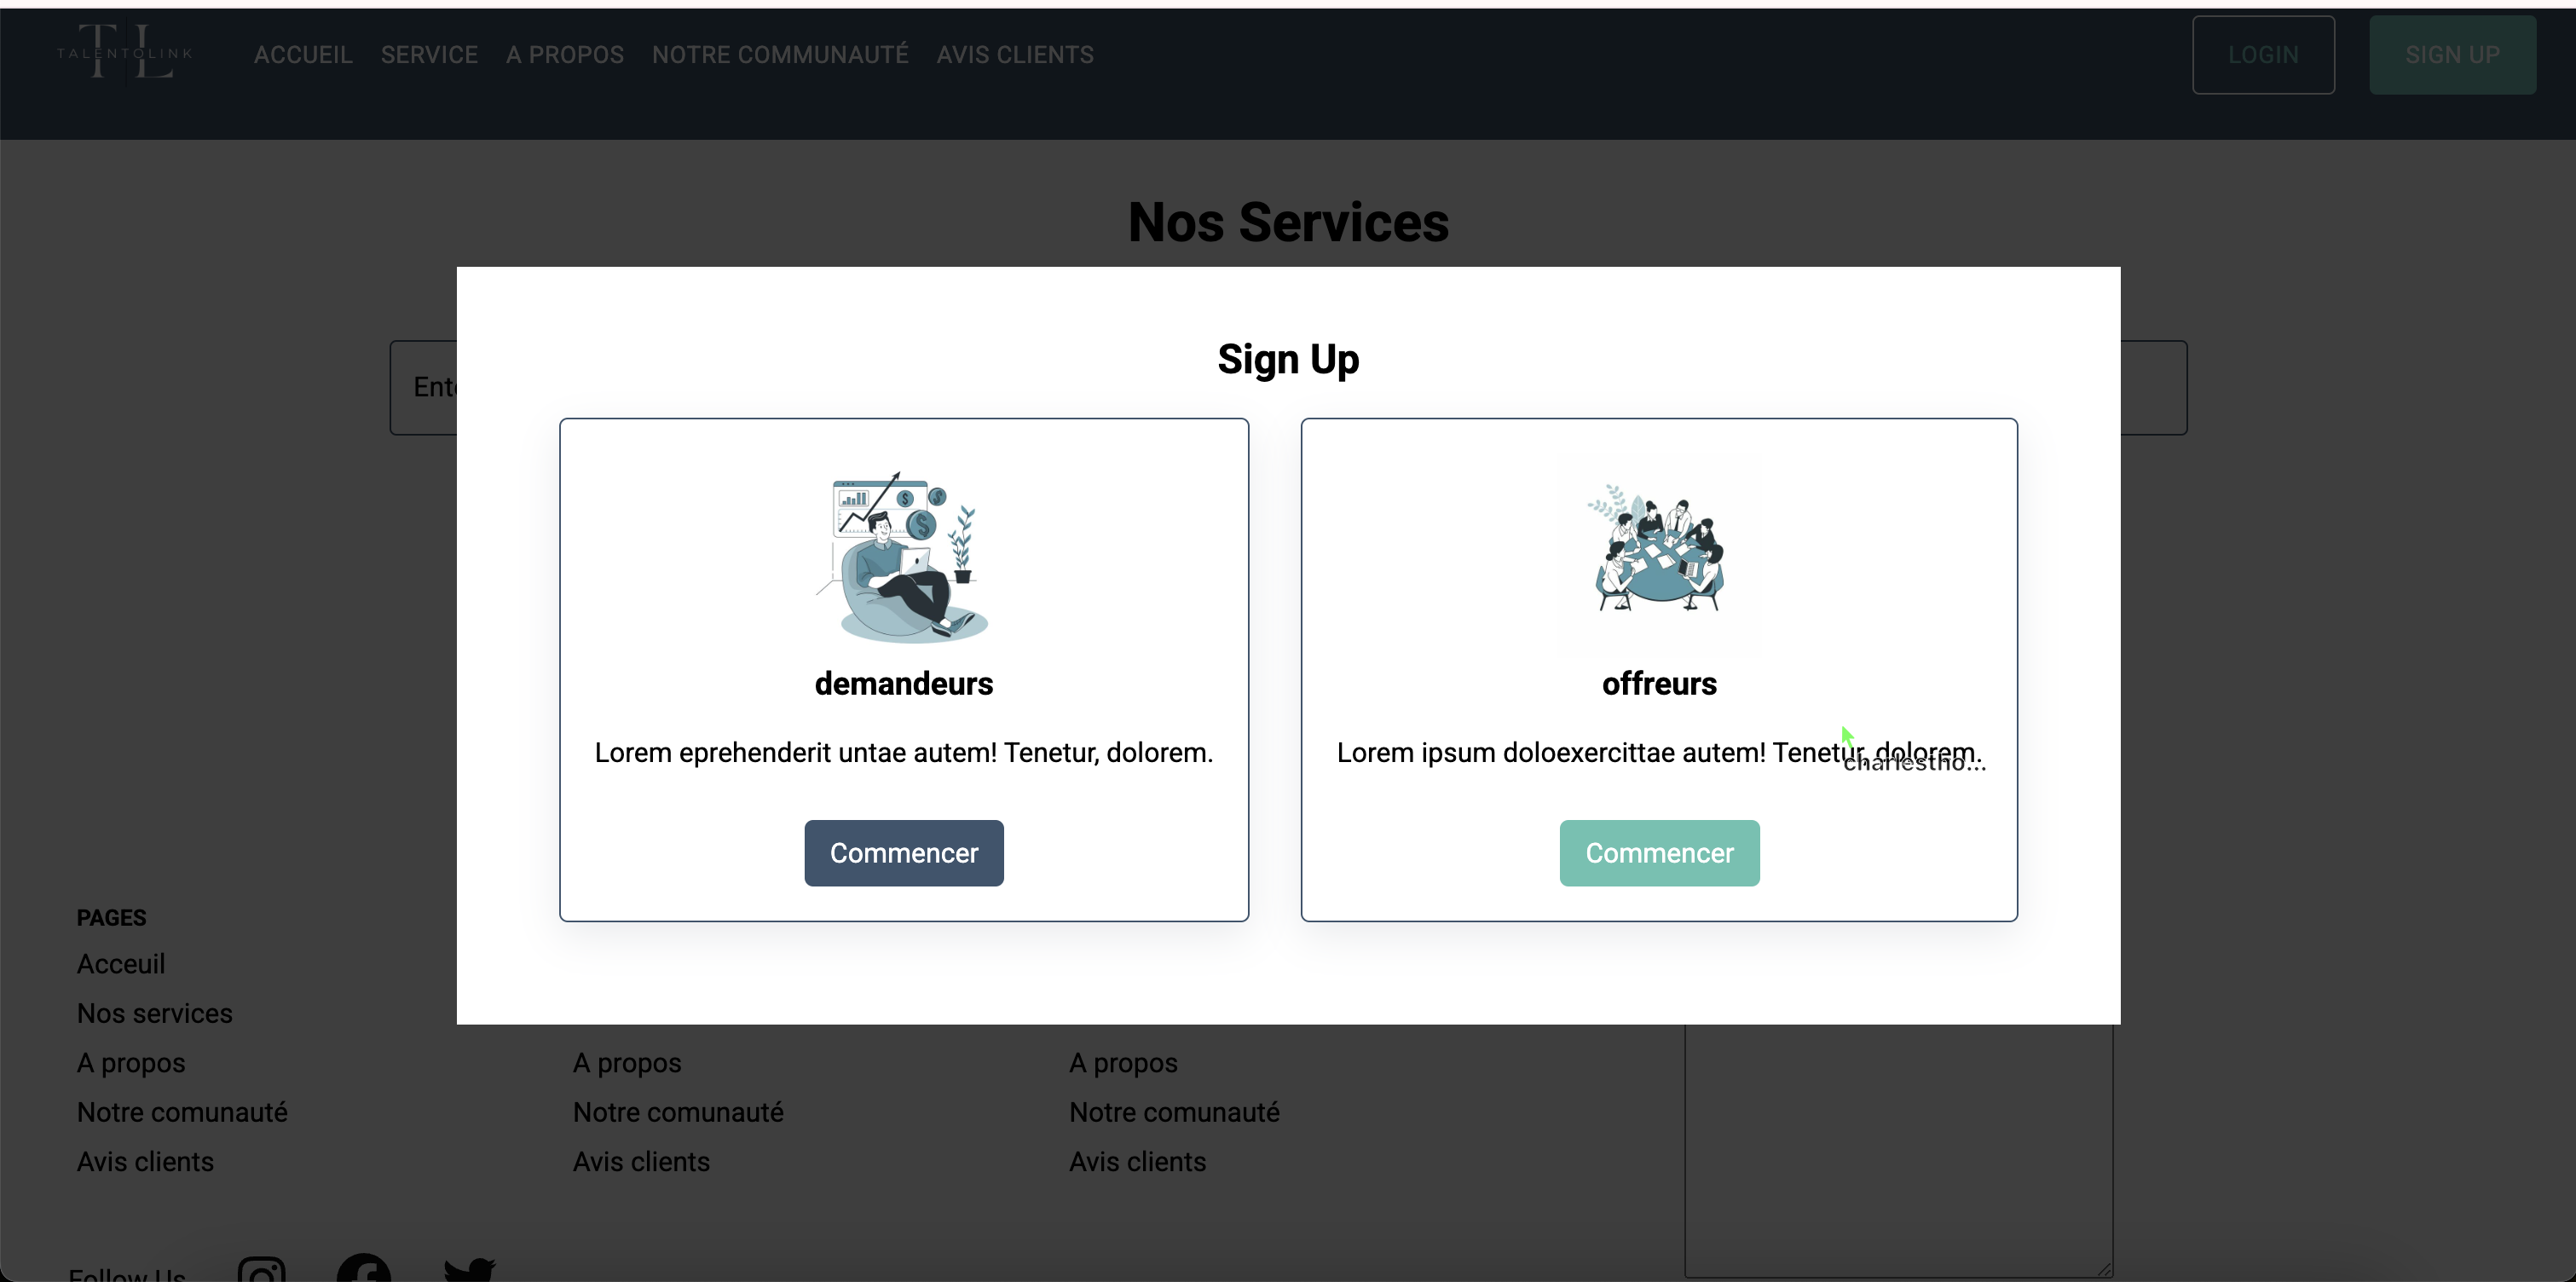 TL
TALENTOLINK
ACCUEIL SERVICE A PROPOS NOTRE COMMUNAUTÉ AVIS CLIENTS
LOGIN SIGN UP
Nos Services
Sign Up
demandeurs
Lorem eprehenderit untae autem! Tenetur, dolorem.
Commencer
offreurs
Lorem ipsum doloexercittae autem! Tenetur, dolorem.
charlestho...
Commencer
PAGES
Acceuil
Nos services
A propos
Notre comunauté
Avis clients
A propos
Notre comunauté
Avis clients
A propos
Notre comunauté
Avis clients
Follow Us